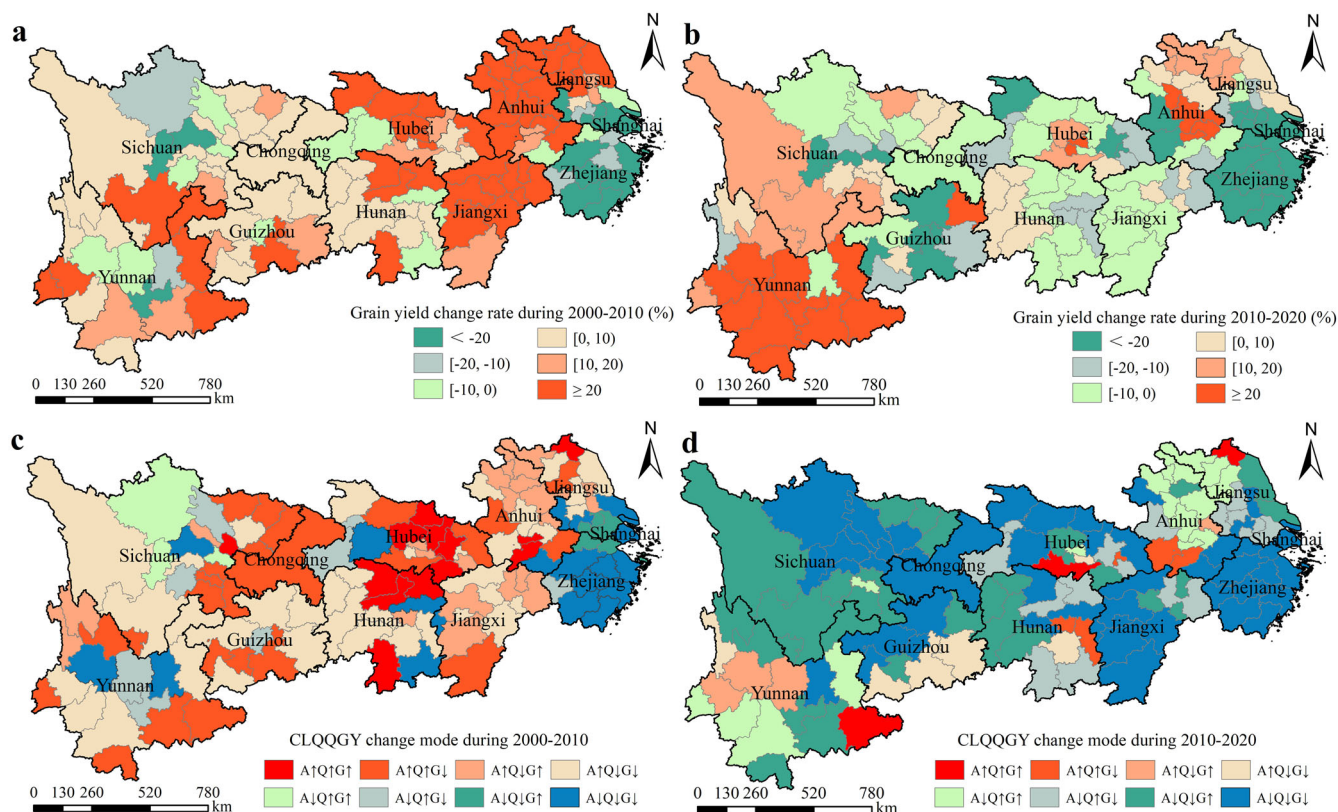 a
N
Jiangsu
Anhui
Shanghai
Hubei
Sichuan
Chongqing
Zhejiang
Hunan
Jiangxi
Guizhou
Yunnan
Grain yield change rate during 2000-2010 (%)
< -20 [0, 10)
[-20, -10) [10, 20)
[-10, 0) ≥ 20
0 130 260 520 780
km
b
N
Jiangsu
Anhui
Shanghai
Hubei
Sichuan
Chongqing
Zhejiang
Hunan
Jiangxi
Guizhou
Yunnan
Grain yield change rate during 2010-2020 (%)
< -20 [0, 10)
[-20, -10) [10, 20)
[-10, 0) ≥ 20
0 130 260 520 780
km
c
N
Jiangsu
Anhui
Shanghai
Hubei
Sichuan
Chongqing
Zhejiang
Hunan
Jiangxi
Guizhou
Yunnan
CLQQGY change mode during 2000-2010
A↑Q↑G↑ A↑Q↑G↓ A↑Q↓G↑ A↑Q↓G↓
A↓Q↑G↑ A↓Q↑G↓ A↓Q↓G↑ A↓Q↓G↓
0 130 260 520 780
km
d
N
Jiangsu
Anhui
Shanghai
Hubei
Sichuan
Chongqing
Zhejiang
Hunan
Jiangxi
Guizhou
Yunnan
CLQQGY change mode during 2010-2020
A↑Q↑G↑ A↑Q↑G↓ A↑Q↓G↑ A↑Q↓G↓
A↓Q↑G↑ A↓Q↑G↓ A↓Q↓G↑ A↓Q↓G↓
0 130 260 520 780
km